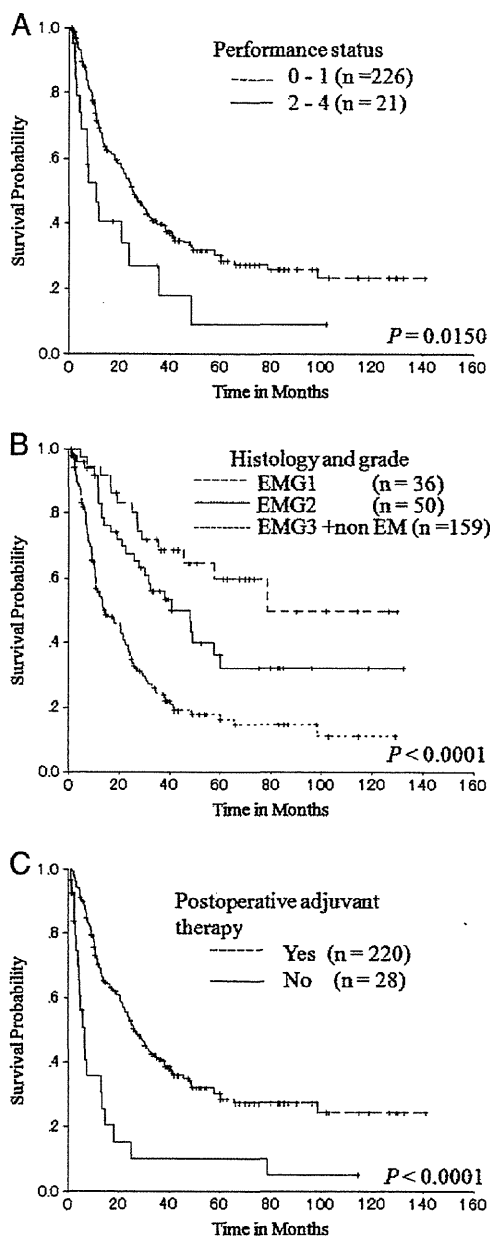 A
Performance status
0 - 1 (n =226)
2 - 4 (n = 21)
Survival Probability
1.0
.8
.6
.4
.2
0.0
P = 0.0150
0 20 40 60 80 100 120 140 160
Time in Months
B
Histology and grade
EMG1 (n = 36)
EMG2 (n = 50)
EMG3 +non EM (n =159)
Survival Probability
1.0
.8
.6
.4
.2
0.0
P < 0.0001
0 20 40 60 80 100 120 140 160
Time in Months
C
Postoperative adjuvant
therapy
Yes (n = 220)
No (n = 28)
Survival Probability
1.0
.8
.6
.4
.2
0.0
P < 0.0001
0 20 40 60 80 100 120 140 160
Time in Months